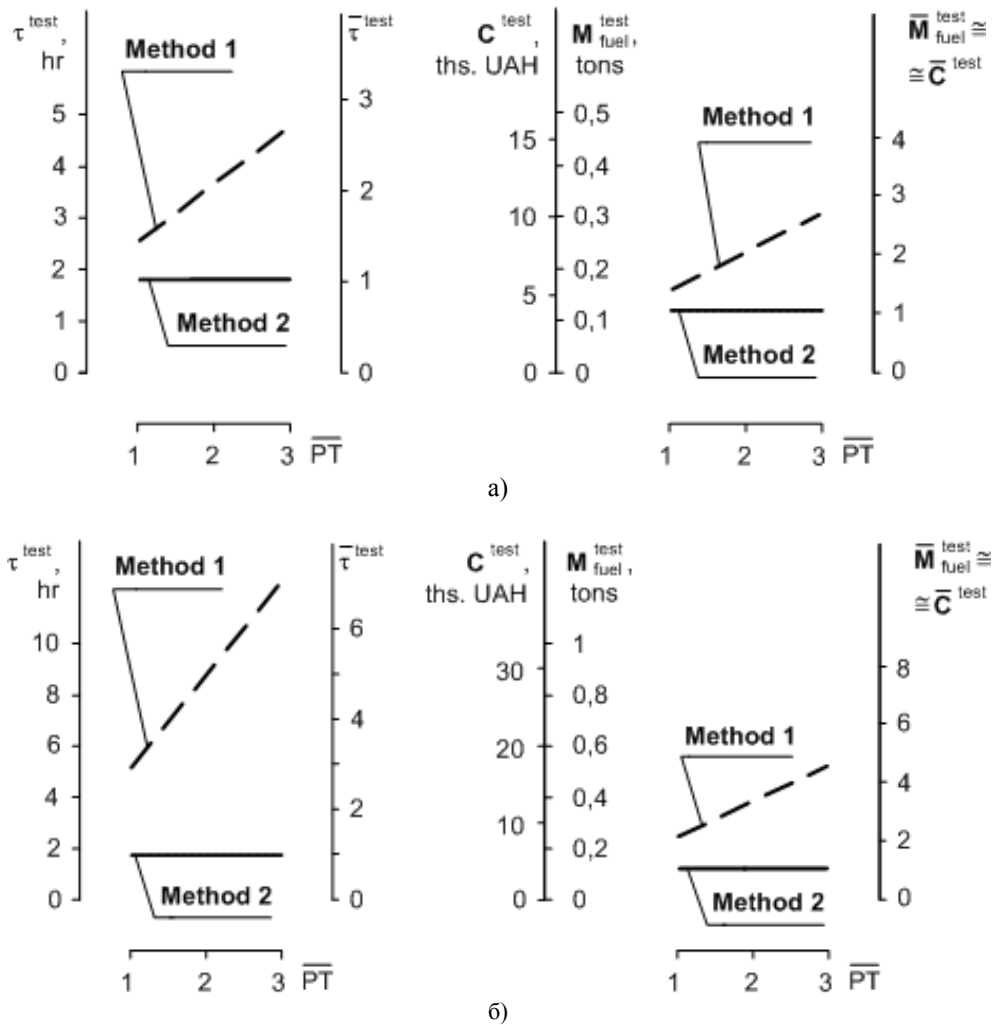 τ^test,
hr
Method 1
τ̅^test
5
4
3
2
1
0
3
2
1
0
Method 2
1 2 3 P̅T̅
C^test,
ths. UAH
M^test_fuel,
tons
M̅^test_fuel ≅
≅ C̅^test
Method 1
15
10
5
0
0,5
0,4
0,3
0,2
0,1
0
4
3
2
1
0
Method 2
1 2 3 P̅T̅
а)
τ^test,
hr
Method 1
τ̅^test
10
8
6
4
2
0
6
4
2
0
Method 2
1 2 3 P̅T̅
C^test,
ths. UAH
M^test_fuel,
tons
M̅^test_fuel ≅
≅ C̅^test
Method 1
30
20
10
0
1
0,8
0,6
0,4
0,2
0
8
6
4
2
0
Method 2
1 2 3 P̅T̅
б)